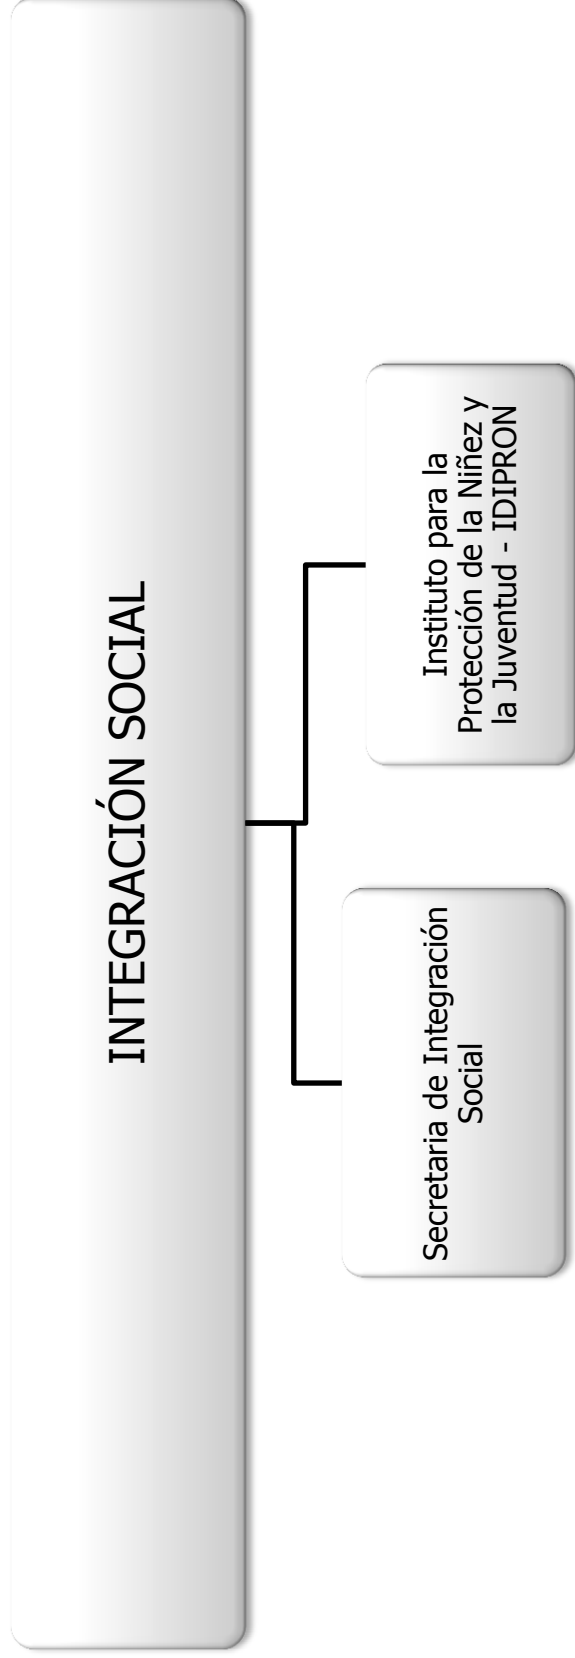 INTEGRACIÓN SOCIAL
Secretaria de Integración
Social
Instituto para la
Protección de la Niñez y
la Juventud - IDIPRON